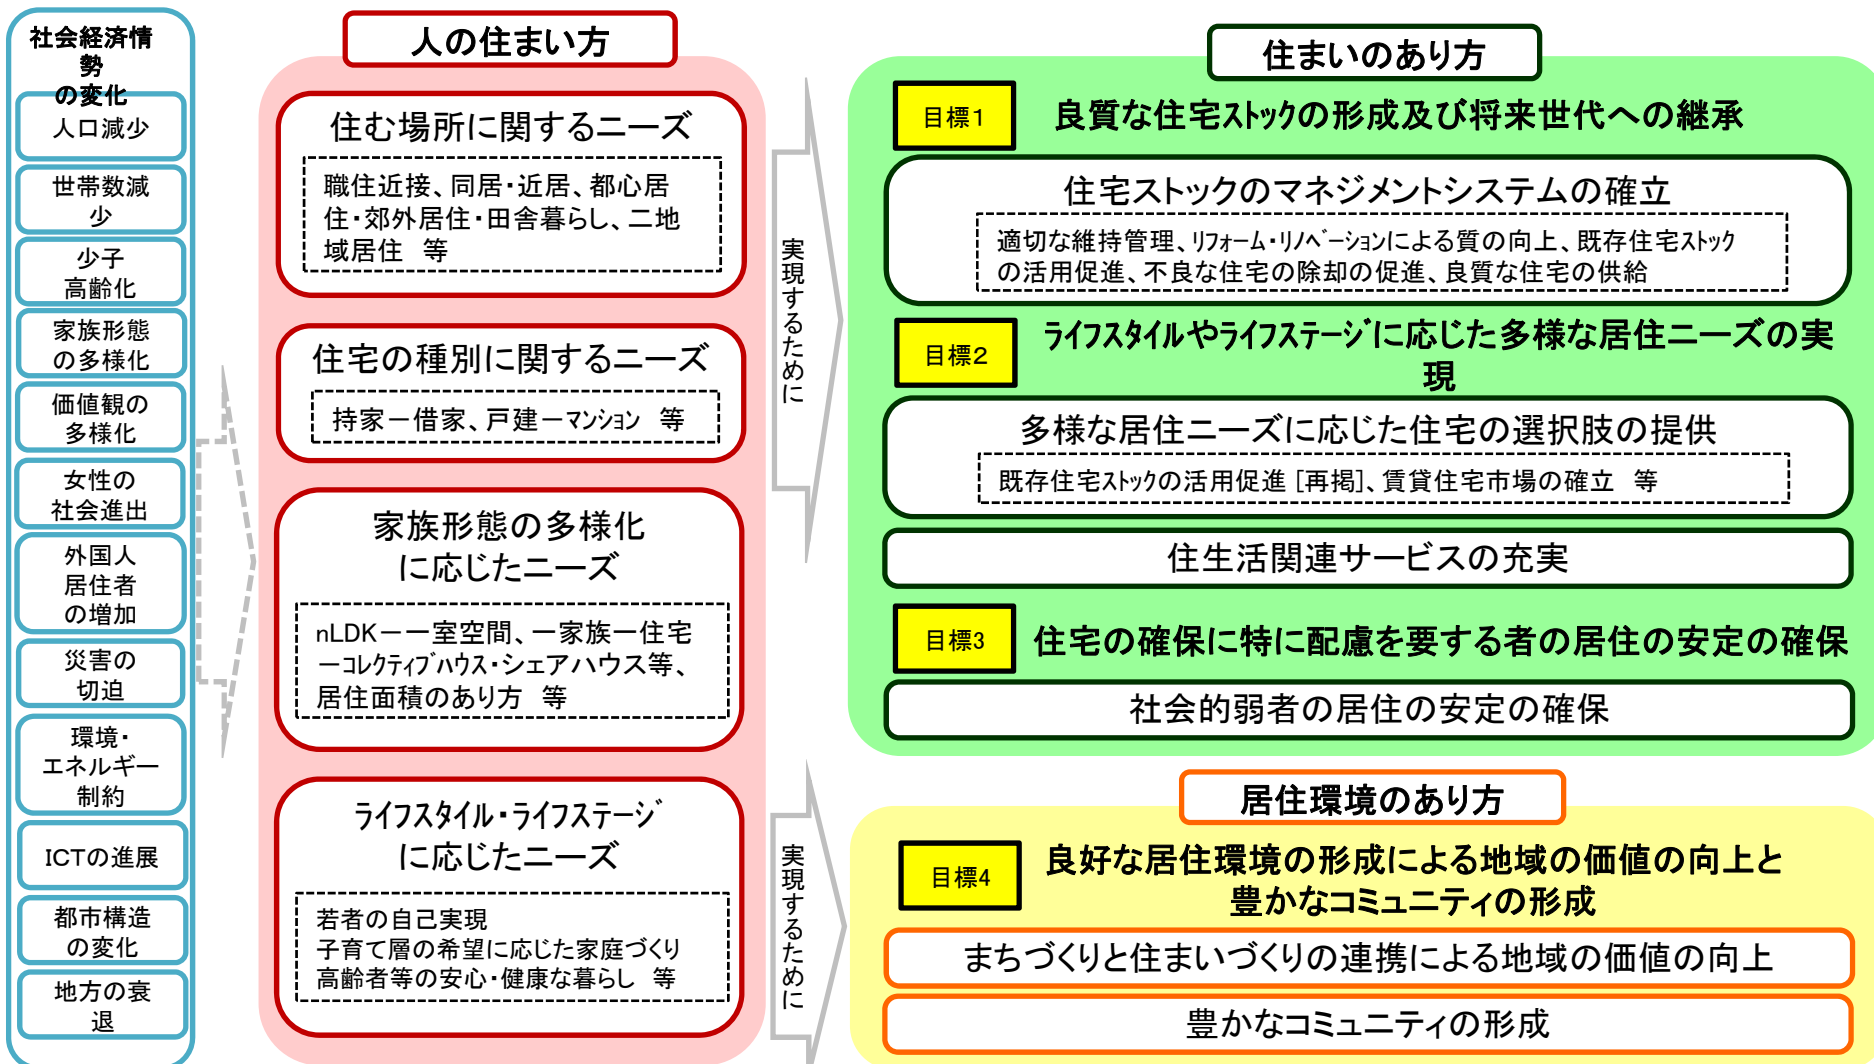 社会経済情
勢
の変化
人口減少
世帯数減
少
少子
高齢化
家族形態
の多様化
価値観の
多様化
女性の
社会進出
外国人
居住者
の増加
災害の
切迫
環境・
エネルギー
制約
ICTの進展
都市構造
の変化
地方の衰
退
人の住まい方
住む場所に関するニーズ
職住近接、同居・近居、都心居
住・郊外居住・田舎暮らし、二地
域居住　等
住宅の種別に関するニーズ
持家－借家、戸建－ﾏﾝｼｮﾝ　等
家族形態の多様化
に応じたニーズ
nLDK－一室空間、一家族一住宅
－ｺﾚｸﾃｨﾌﾞﾊｳｽ・シェアハウス等、
居住面積のあり方　等
ﾗｲﾌｽﾀｲﾙ・ﾗｲﾌｽﾃｰｼﾞ
に応じたニーズ
若者の自己実現
子育て層の希望に応じた家庭づくり
高齢者等の安心・健康な暮らし　等
実現するために
実現するために
住まいのあり方
目標1
良質な住宅ｽﾄｯｸの形成及び将来世代への継承
住宅ストックのマネジメントシステムの確立
適切な維持管理、ﾘﾌｫｰﾑ・ﾘﾉﾍﾞｰｼｮﾝによる質の向上、既存住宅ｽﾄｯｸ
の活用促進、不良な住宅の除却の促進、良質な住宅の供給
目標2
ﾗｲﾌｽﾀｲﾙやﾗｲﾌｽﾃｰｼﾞに応じた多様な居住ニーズの実
現
多様な居住ニーズに応じた住宅の選択肢の提供
既存住宅ｽﾄｯｸの活用促進 [再掲]、賃貸住宅市場の確立　等
住生活関連サービスの充実
目標3
住宅の確保に特に配慮を要する者の居住の安定の確保
社会的弱者の居住の安定の確保
居住環境のあり方
目標4
良好な居住環境の形成による地域の価値の向上と
豊かなコミュニティの形成
まちづくりと住まいづくりの連携による地域の価値の向上
豊かなコミュニティの形成